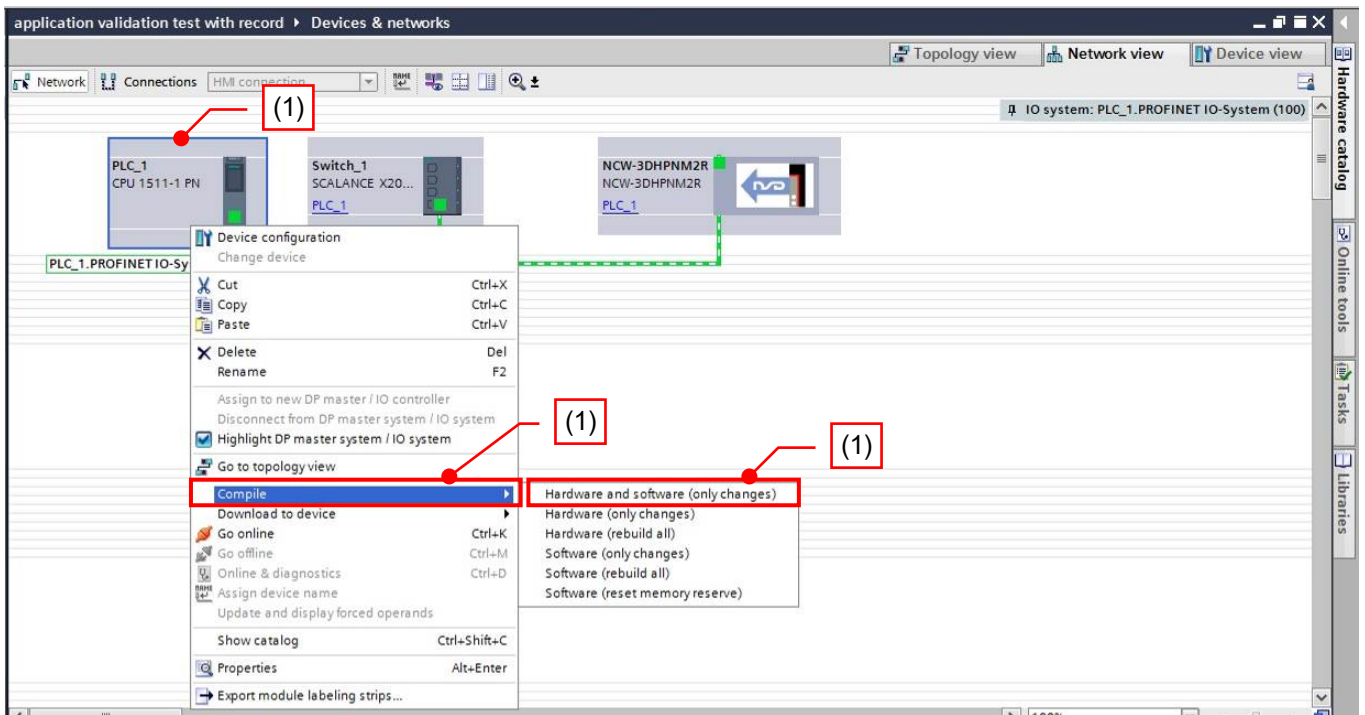 application validation test with record ▸ Devices & networks
Topology view Network view Device view
Network Connections HMI connection
IO system: PLC_1.PROFINET IO-System (100)
(1)
PLC_1
CPU 1511-1 PN
Switch_1
SCALANCE X20...
PLC_1
NCW-3DHPNM2R
NCW-3DHPNM2R
PLC_1
PLC_1.PROFINET IO-Sy
Device configuration
Change device
Cut Ctrl+X
Copy Ctrl+C
Paste Ctrl+V
Delete Del
Rename F2
Assign to new DP master / IO controller
Disconnect from DP master system / IO system
Highlight DP master system / IO system
Go to topology view
(1)
(1)
Compile
Download to device
Go online Ctrl+K
Go offline Ctrl+M
Online & diagnostics Ctrl+D
Assign device name
Update and display forced operands
Show catalog Ctrl+Shift+C
Properties Alt+Enter
Export module labeling strips...
Hardware and software (only changes)
Hardware (only changes)
Hardware (rebuild all)
Software (only changes)
Software (rebuild all)
Software (reset memory reserve)
100%
Hardware catalog
Online tools
Tasks
Libraries